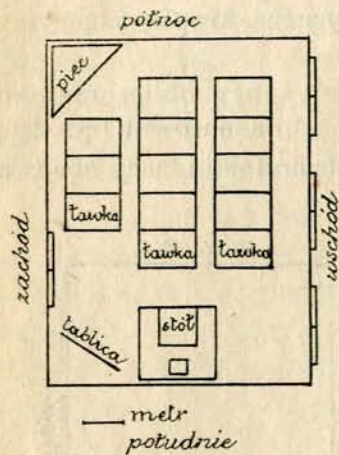 północ
piec
ławka
ławka
ławka
zachód
wschód
tablica
stół
metr
południe